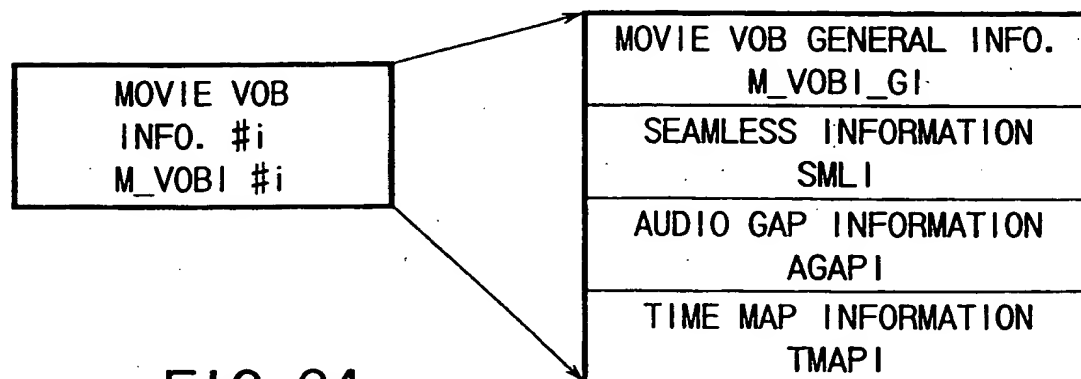 MOVIE VOB
INFO. #i
M_VOBI #i
MOVIE VOB GENERAL INFO.
M_VOBI_GI
SEAMLESS INFORMATION
SMLI
AUDIO GAP INFORMATION
AGAPI
TIME MAP INFORMATION
TMAPI